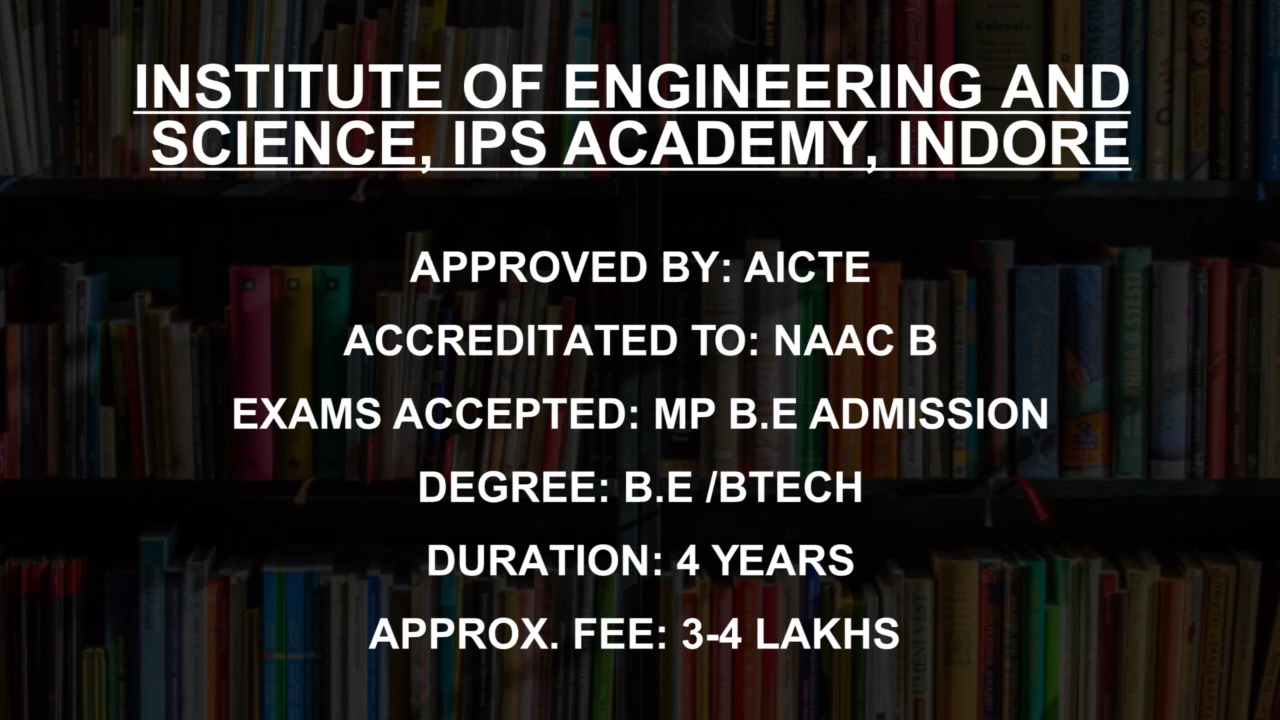 INSTITUTE OF ENGINEERING AND
SCIENCE, IPS ACADEMY, INDORE
APPROVED BY: AICTE
ACCREDITATED TO: NAAC B
EXAMS ACCEPTED: MP B.E ADMISSION
DEGREE: B.E /BTECH
DURATION: 4 YEARS
APPROX. FEE: 3-4 LAKHS